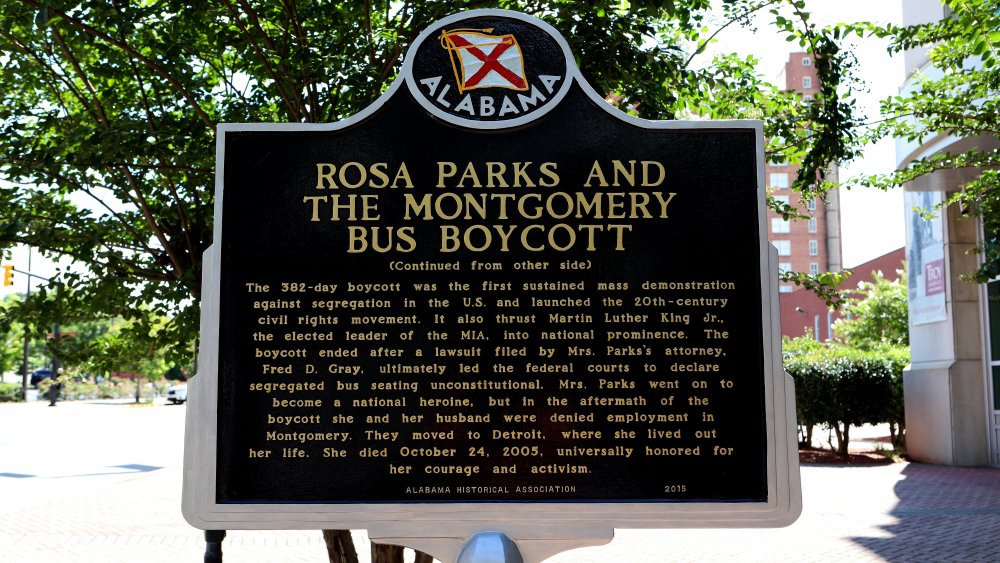 ALABAMA
ROSA PARKS AND
THE MONTGOMERY
BUS BOYCOTT
(Continued from other side)
The 382-day boycott was the first sustained mass demonstration
against segregation in the U.S. and launched the 20th-century
civil rights movement. It also thrust Martin Luther King Jr.,
the elected leader of the MIA, into national prominence. The
boycott ended after a lawsuit filed by Mrs. Parks's attorney,
Fred D. Gray, ultimately led the federal courts to declare
segregated bus seating unconstitutional. Mrs. Parks went on to
become a national heroine, but in the aftermath of the
boycott she and her husband were denied employment in
Montgomery. They moved to Detroit, where she lived out
her life. She died October 24, 2005, universally honored for
her courage and activism.
ALABAMA HISTORICAL ASSOCIATION 2015
TROY